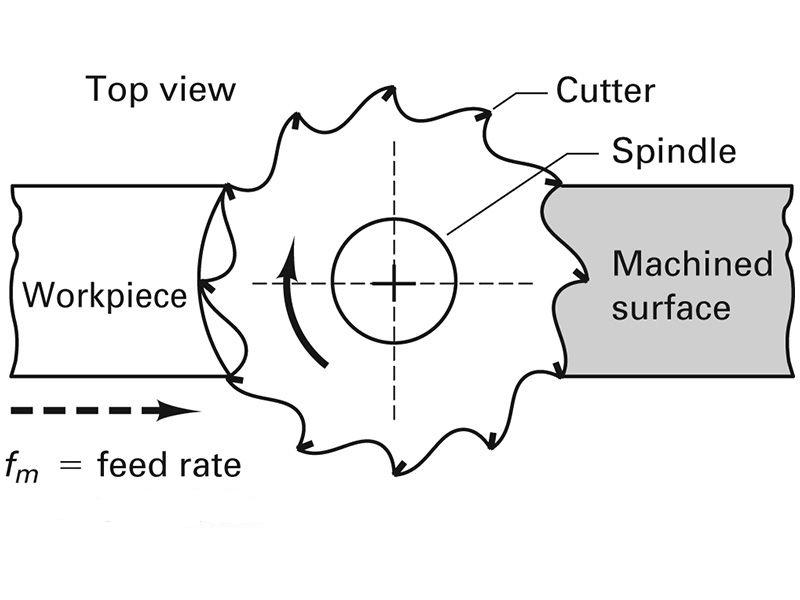 Top view
Cutter
Spindle
Workpiece
Machined
surface
fm = feed rate